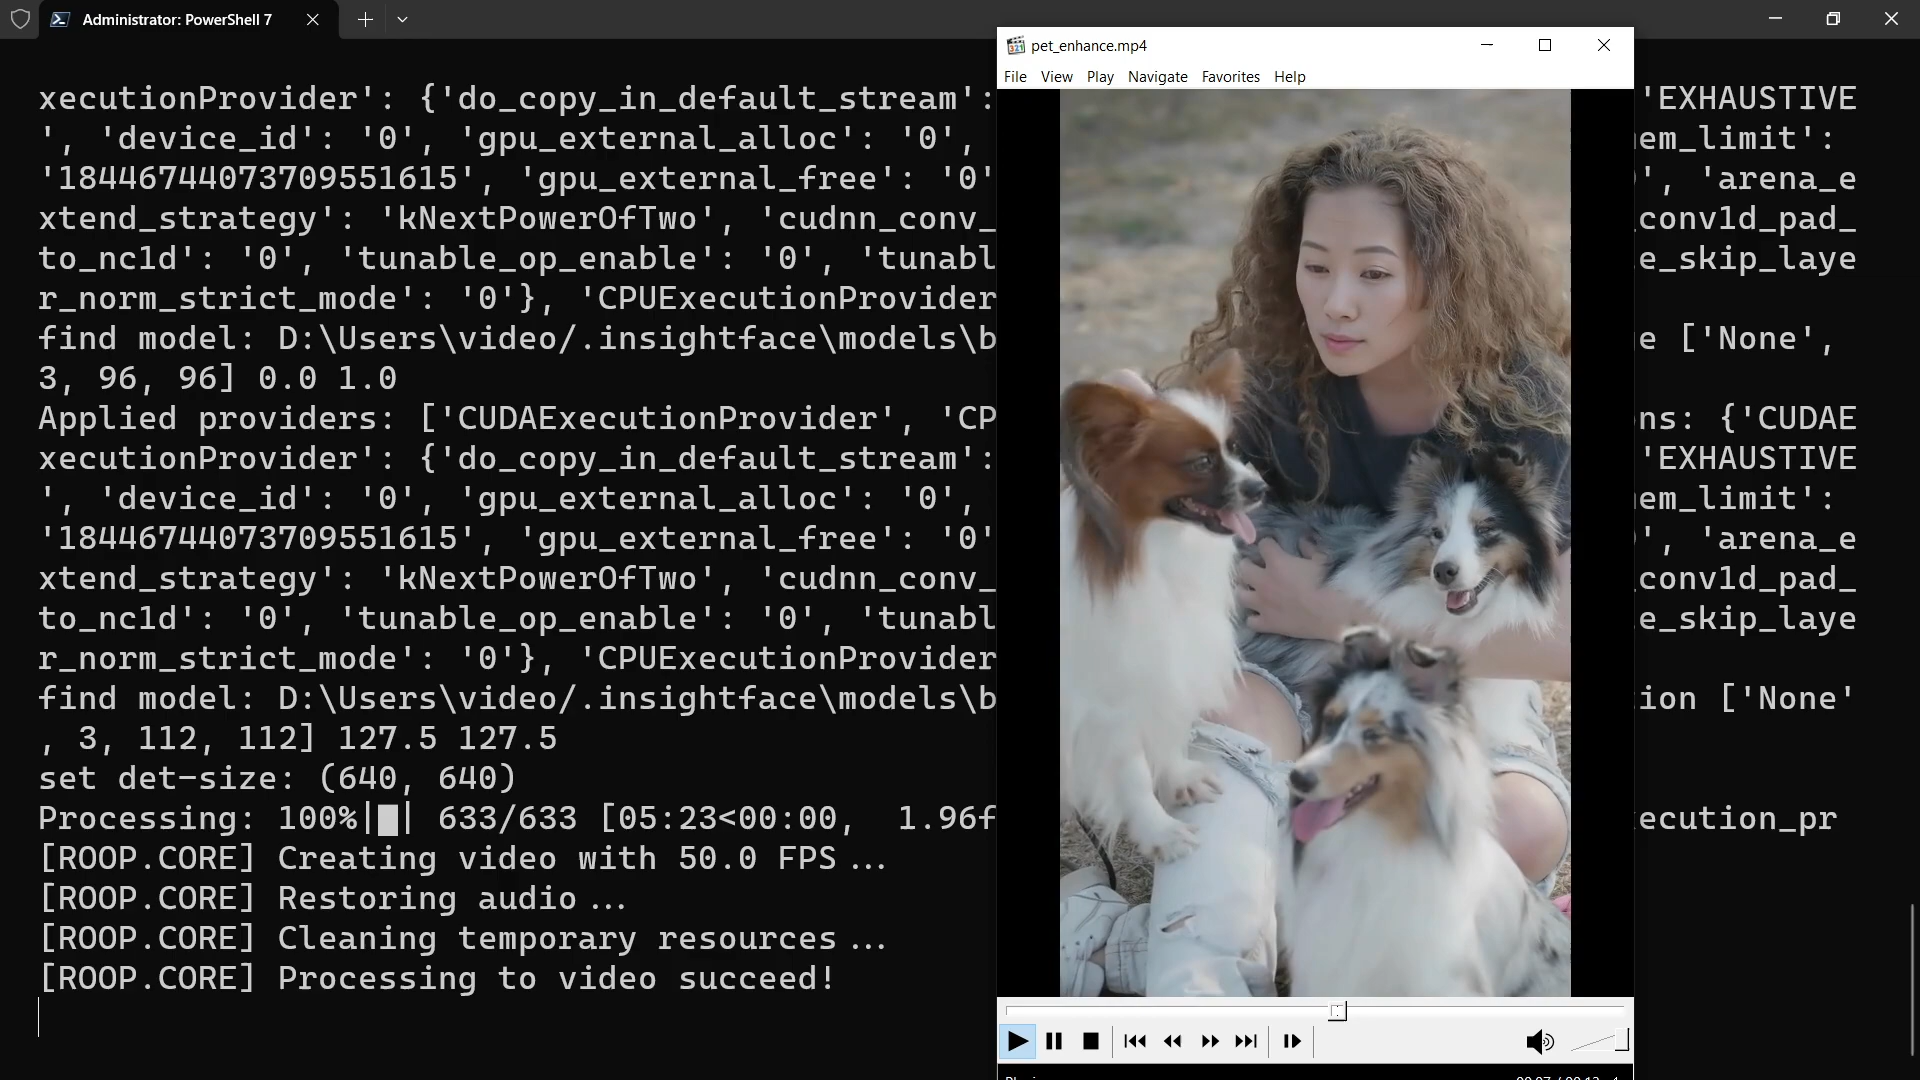 Administrator: PowerShell 7
pet_enhance.mp4
File View Play Navigate Favorites Help
xecutionProvider': {'do_copy_in_default_stream': 'EXHAUSTIVE
', 'device_id': '0', 'gpu_external_alloc': '0', em_limit':
'18446744073709551615', 'gpu_external_free': '0' ', 'arena_e
xtend_strategy': 'kNextPowerOfTwo', 'cudnn_conv_ conv1d_pad_
to_nc1d': '0', 'tunable_op_enable': '0', 'tunabl e_skip_laye
r_norm_strict_mode': '0'}, 'CPUExecutionProvider
find model: D:\Users\video/.insightface\models\b e ['None',
3, 96, 96] 0.0 1.0
Applied providers: ['CUDAExecutionProvider', 'CP ns: {'CUDAE
xecutionProvider': {'do_copy_in_default_stream': 'EXHAUSTIVE
', 'device_id': '0', 'gpu_external_alloc': '0', em_limit':
'18446744073709551615', 'gpu_external_free': '0' ', 'arena_e
xtend_strategy': 'kNextPowerOfTwo', 'cudnn_conv_ conv1d_pad_
to_nc1d': '0', 'tunable_op_enable': '0', 'tunabl e_skip_laye
r_norm_strict_mode': '0'}, 'CPUExecutionProvider
find model: D:\Users\video/.insightface\models\b ion ['None'
, 3, 112, 112] 127.5 127.5
set det-size: (640, 640)
Processing: 100%|█| 633/633 [05:23<00:00, 1.96f ecution_pr
[ROOP.CORE] Creating video with 50.0 FPS...
[ROOP.CORE] Restoring audio...
[ROOP.CORE] Cleaning temporary resources...
[ROOP.CORE] Processing to video succeed!